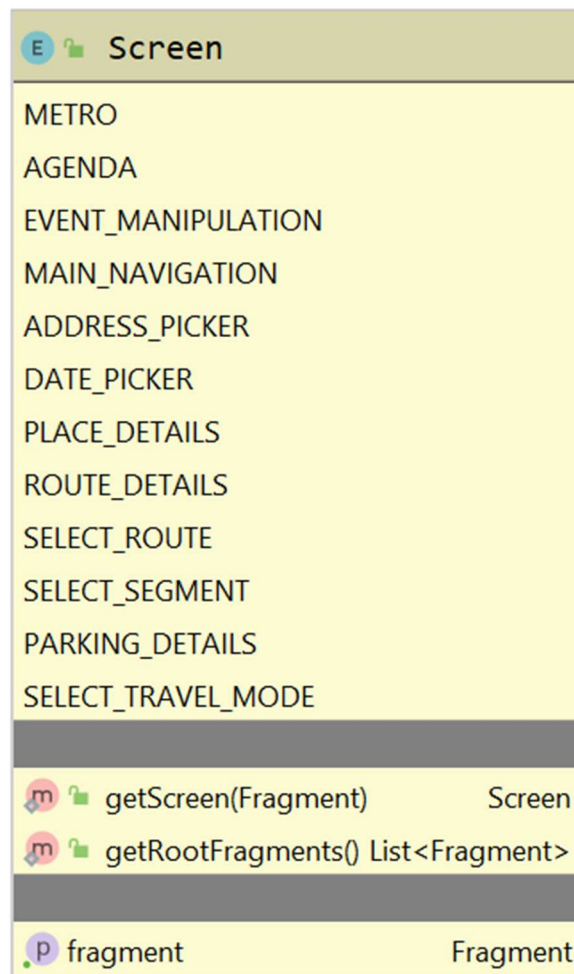 E Screen
METRO
AGENDA
EVENT_MANIPULATION
MAIN_NAVIGATION
ADDRESS_PICKER
DATE_PICKER
PLACE_DETAILS
ROUTE_DETAILS
SELECT_ROUTE
SELECT_SEGMENT
PARKING_DETAILS
SELECT_TRAVEL_MODE
m getScreen(Fragment) Screen
m getRootFragments() List<Fragment>
p fragment Fragment